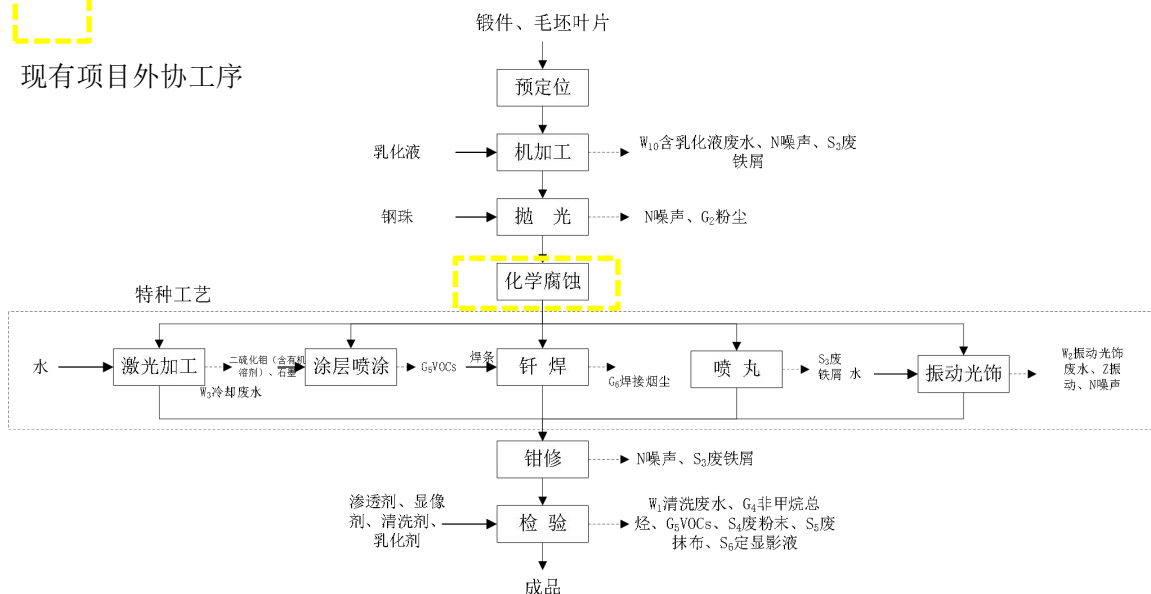 锻件、毛坯叶片
现有项目外协工序
预定位
乳化液
机加工
W₁₀含乳化液废水、N噪声、S₃废
铁屑
钢珠
抛 光
N噪声、G₂粉尘
化学腐蚀
特种工艺
水
激光加工
二硫化钼（含有机
溶剂）、石墨
W₃冷却废水
涂层喷涂
G₅VOCs
焊条
钎 焊
G₆焊接烟尘
喷 丸
S₃废
铁屑
水
振动光饰
W₂振动光饰
废水、Z振
动、N噪声
钳修
N噪声、S₃废铁屑
渗透剂、显像
剂、清洗剂、
乳化剂
检 验
W₁清洗废水、G₄非甲烷总
烃、G₅VOCs、S₄废粉末、S₅废
抹布、S₆定显影液
成品